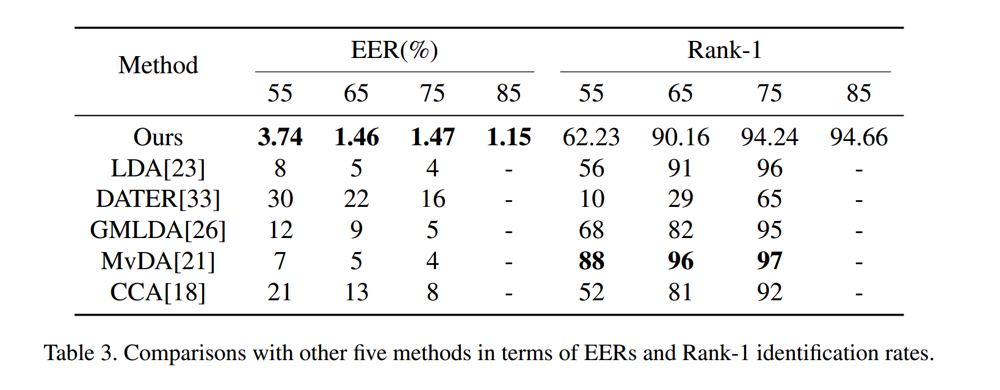 Method EER(%) Rank-1
55 65 75 85 55 65 75 85
Ours 3.74 1.46 1.47 1.15 62.23 90.16 94.24 94.66
LDA[23] 8 5 4 - 56 91 96 -
DATER[33] 30 22 16 - 10 29 65 -
GMLDA[26] 12 9 5 - 68 82 95 -
MvDA[21] 7 5 4 - 88 96 97 -
CCA[18] 21 13 8 - 52 81 92 -
Table 3. Comparisons with other five methods in terms of EERs and Rank-1 identification rates.